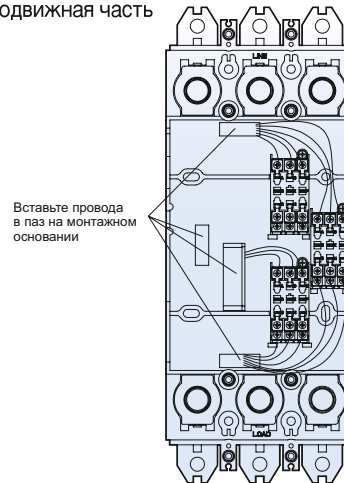 одвижная часть
LINE
Вставьте провода
в паз на монтажном
основании
LOAD